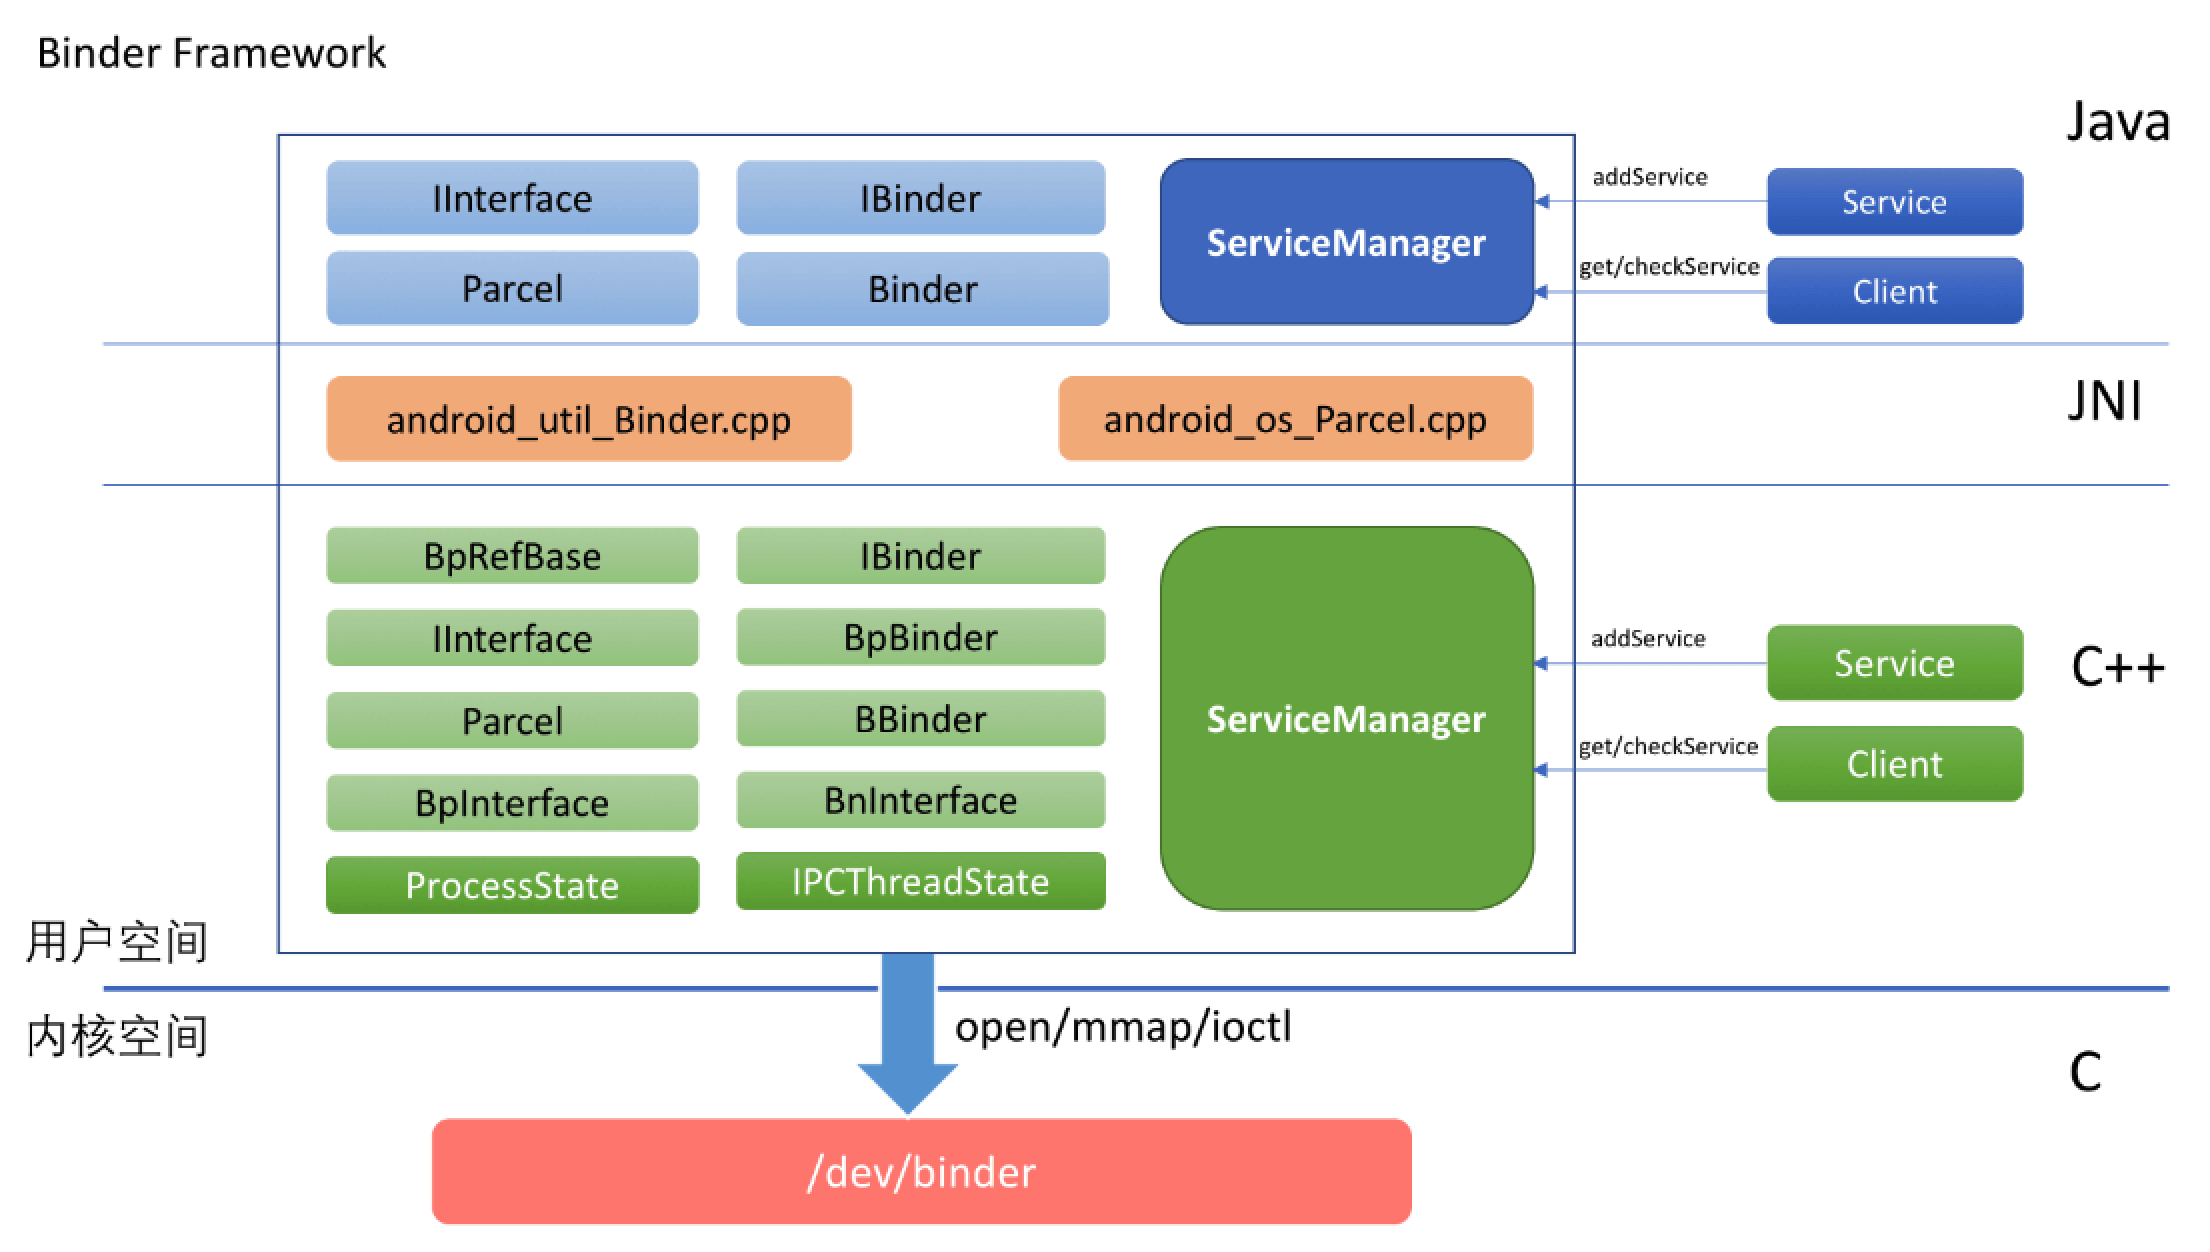 Binder Framework
Java
IInterface
IBinder
ServiceManager
addService
Service
Parcel
Binder
get/checkService
Client
JNI
android_util_Binder.cpp
android_os_Parcel.cpp
BpRefBase
IBinder
IInterface
BpBinder
Parcel
BBinder
BpInterface
BnInterface
ProcessState
IPCThreadState
ServiceManager
addService
Service
get/checkService
Client
C++
用户空间
内核空间
open/mmap/ioctl
C
/dev/binder